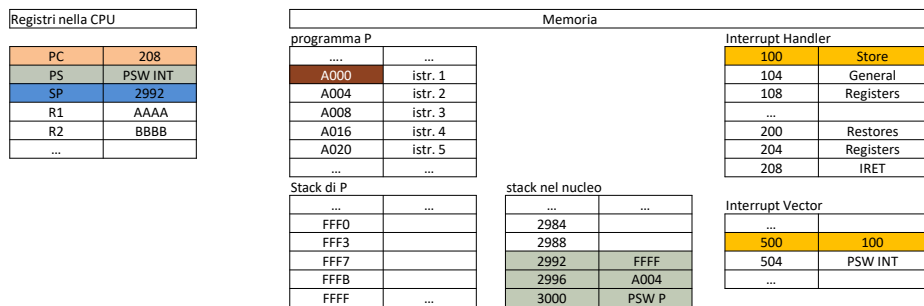 Registri nella CPU
Memoria
programma P
Interrupt Handler
PC 208
PS PSW INT
SP 2992
R1 AAAA
R2 BBBB
…
…. …
A000 istr. 1
A004 istr. 2
A008 istr. 3
A016 istr. 4
A020 istr. 5
… …
100 Store
104 General
108 Registers
…
200 Restores
204 Registers
208 IRET
Stack di P
… …
FFF0
FFF3
FFF7
FFFB
FFFF …
stack nel nucleo
… …
2984
2988
2992 FFFF
2996 A004
3000 PSW P
Interrupt Vector
…
500 100
504 PSW INT
…